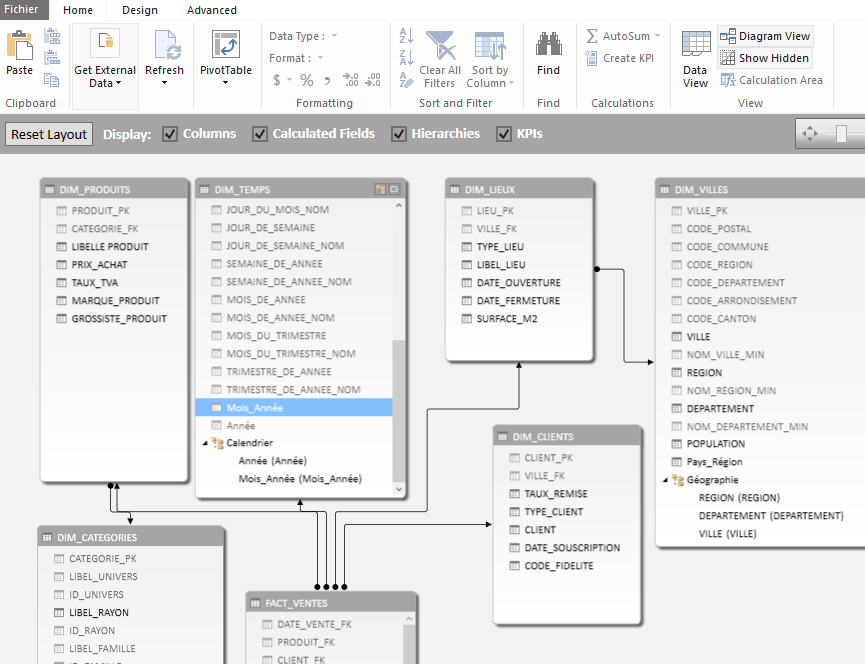 Fichier Home Design Advanced
Paste
Clipboard
Get External
Data
Refresh
PivotTable
Data Type :
Format :
$ % ,
Formatting
Clear All
Filters
Sort by
Column
Sort and Filter
Find
Find
AutoSum
Create KPI
Calculations
Data
View
Diagram View
Show Hidden
Calculation Area
View
Reset Layout Display: Columns Calculated Fields Hierarchies KPIs
DIM_PRODUITS
PRODUIT_PK
CATEGORIE_FK
LIBELLE PRODUIT
PRIX_ACHAT
TAUX_TVA
MARQUE_PRODUIT
GROSSISTE_PRODUIT
DIM_TEMPS
JOUR_DU_MOIS_NOM
JOUR_DE_SEMAINE
JOUR_DE_SEMAINE_NOM
SEMAINE_DE_ANNEE
SEMAINE_DE_ANNEE_NOM
MOIS_DE_ANNEE
MOIS_DE_ANNEE_NOM
MOIS_DU_TRIMESTRE
MOIS_DU_TRIMESTRE_NOM
TRIMESTRE_DE_ANNEE
TRIMESTRE_DE_ANNEE_NOM
Mois_Année
Année
Calendrier
Année (Année)
Mois_Année (Mois_Année)
DIM_LIEUX
LIEU_PK
VILLE_FK
TYPE_LIEU
LIBEL_LIEU
DATE_OUVERTURE
DATE_FERMETURE
SURFACE_M2
DIM_VILLES
VILLE_PK
CODE_POSTAL
CODE_COMMUNE
CODE_REGION
CODE_DEPARTEMENT
CODE_ARRONDISEMENT
CODE_CANTON
VILLE
NOM_VILLE_MIN
REGION
NOM_REGION_MIN
DEPARTEMENT
NOM_DEPARTEMENT_MIN
POPULATION
Pays_Région
Géographie
REGION (REGION)
DEPARTEMENT (DEPARTEMENT)
VILLE (VILLE)
DIM_CLIENTS
CLIENT_PK
VILLE_FK
TAUX_REMISE
TYPE_CLIENT
CLIENT
DATE_SOUSCRIPTION
CODE_FIDELITE
DIM_CATEGORIES
CATEGORIE_PK
LIBEL_UNIVERS
ID_UNIVERS
LIBEL_RAYON
ID_RAYON
LIBEL_FAMILLE
FACT_VENTES
DATE_VENTE_FK
PRODUIT_FK
CLIENT_FK